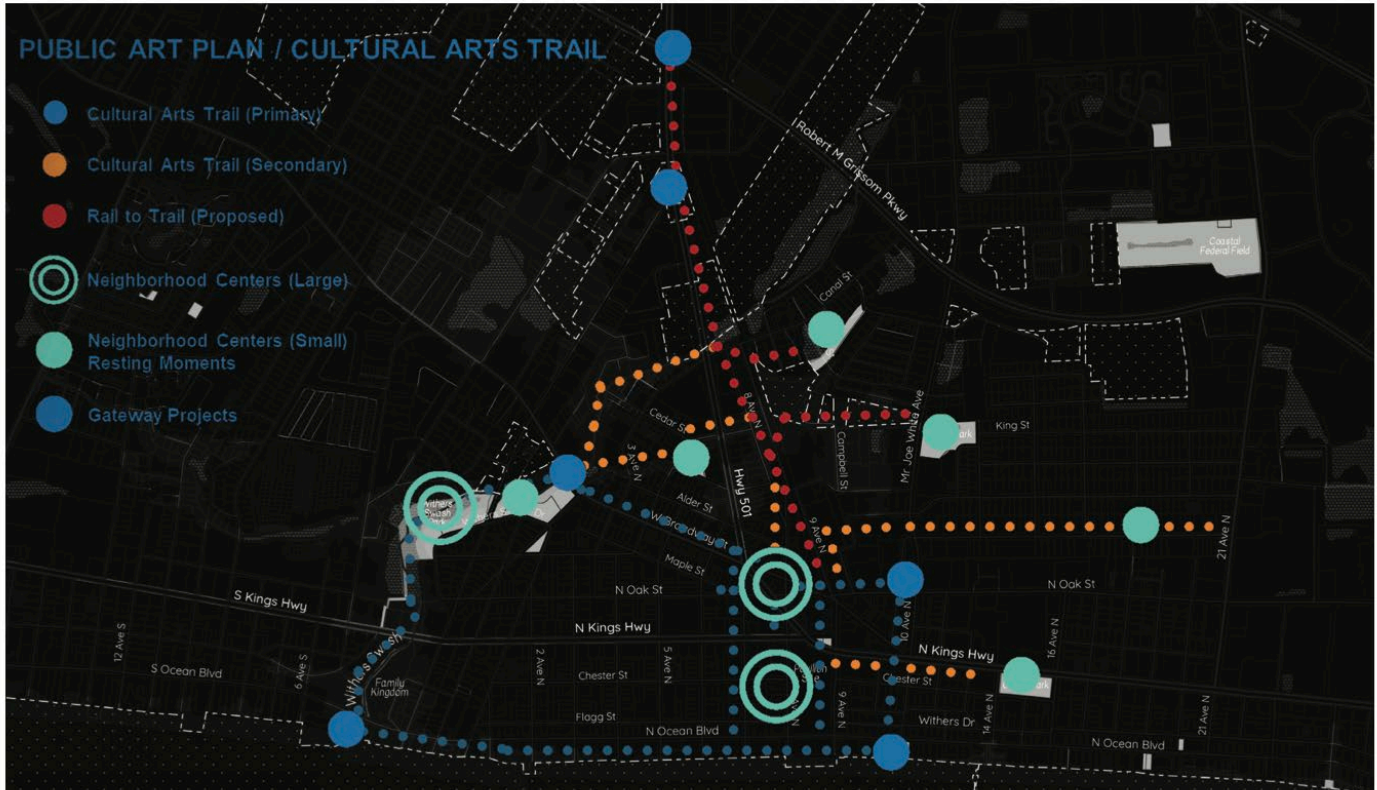 PUBLIC ART PLAN / CULTURAL ARTS TRAIL
Cultural Arts Trail (Primary)
Cultural Arts Trail (Secondary)
Rail to Trail (Proposed)
Neighborhood Centers (Large)
Neighborhood Centers (Small)
Resting Moments
Gateway Projects
Robert M Grissom Pkwy
Coastal
Federal Field
Canal St
8 Ave N
Cedar St
3 Ave N
Campbell St
Mr Joe White Ave
King St
Hwy 501
Alder St
W Broadway St
Maple St
9 Ave N
21 Ave N
Withers
Swash
N Oak St
N Oak St
S Kings Hwy
N Kings Hwy
N Kings Hwy
10 Ave N
16 Ave N
12 Ave S
S Ocean Blvd
6 Ave S
Withers Swash
Family
Kingdom
2 Ave N
5 Ave N
Chester St
Chester St
Flagg St
N Ocean Blvd
9 Ave N
Withers Dr
14 Ave N
21 Ave N
N Ocean Blvd